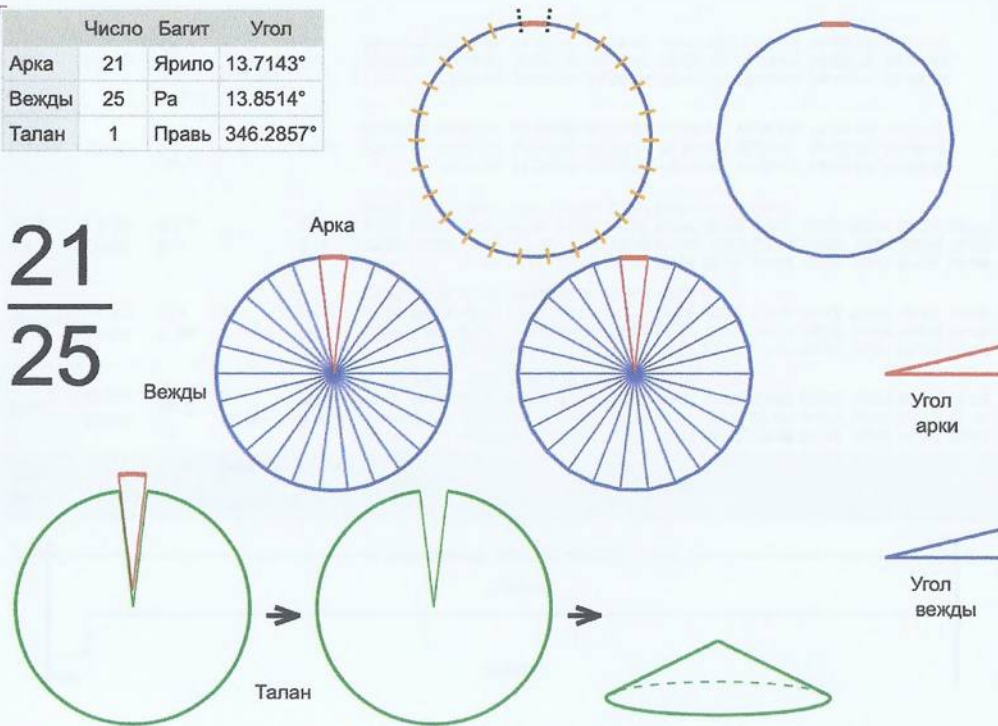 Число Багит Угол
Арка 21 Ярило 13.7143°
Вежды 25 Ра 13.8514°
Талан 1 Правь 346.2857°
21
25
Арка
Вежды
Угол
арки
Угол
вежды
Талан